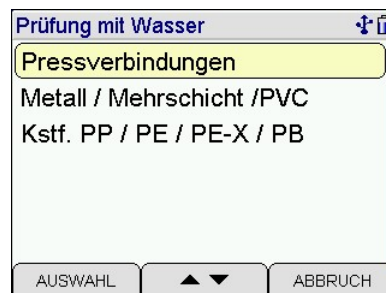 Prüfung mit Wasser
Pressverbindungen
Metall / Mehrschicht /PVC
Kstf. PP / PE / PE-X / PB
AUSWAHL ABBRUCH